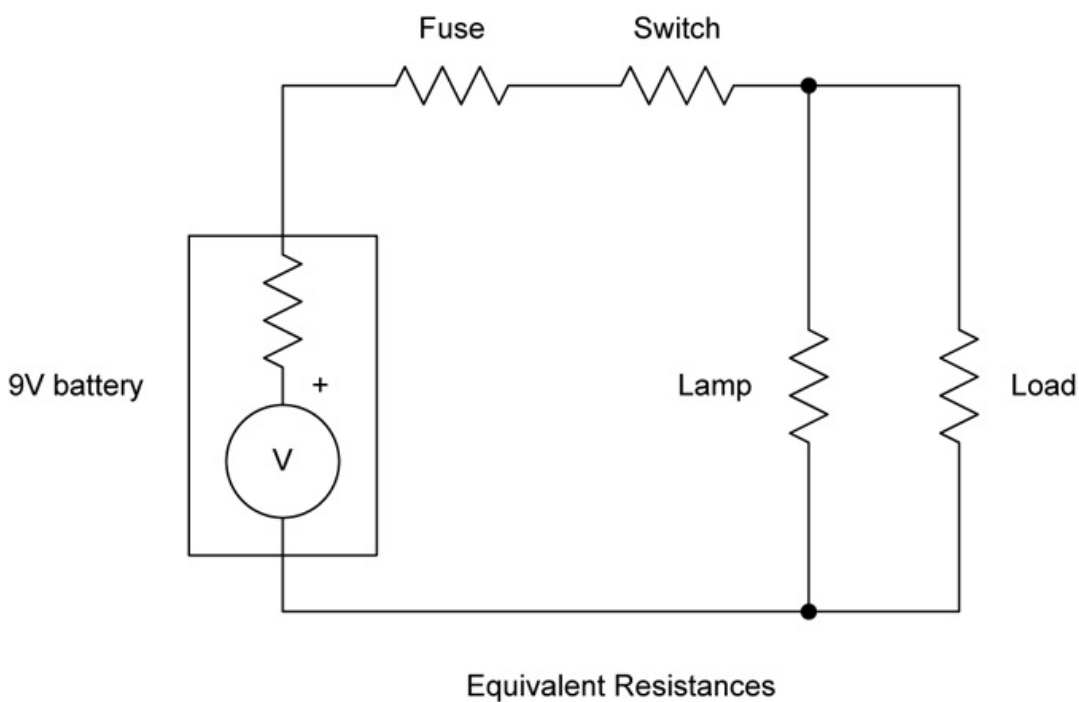 Fuse
Switch
9V battery
+
V
Lamp
Load
Equivalent Resistances